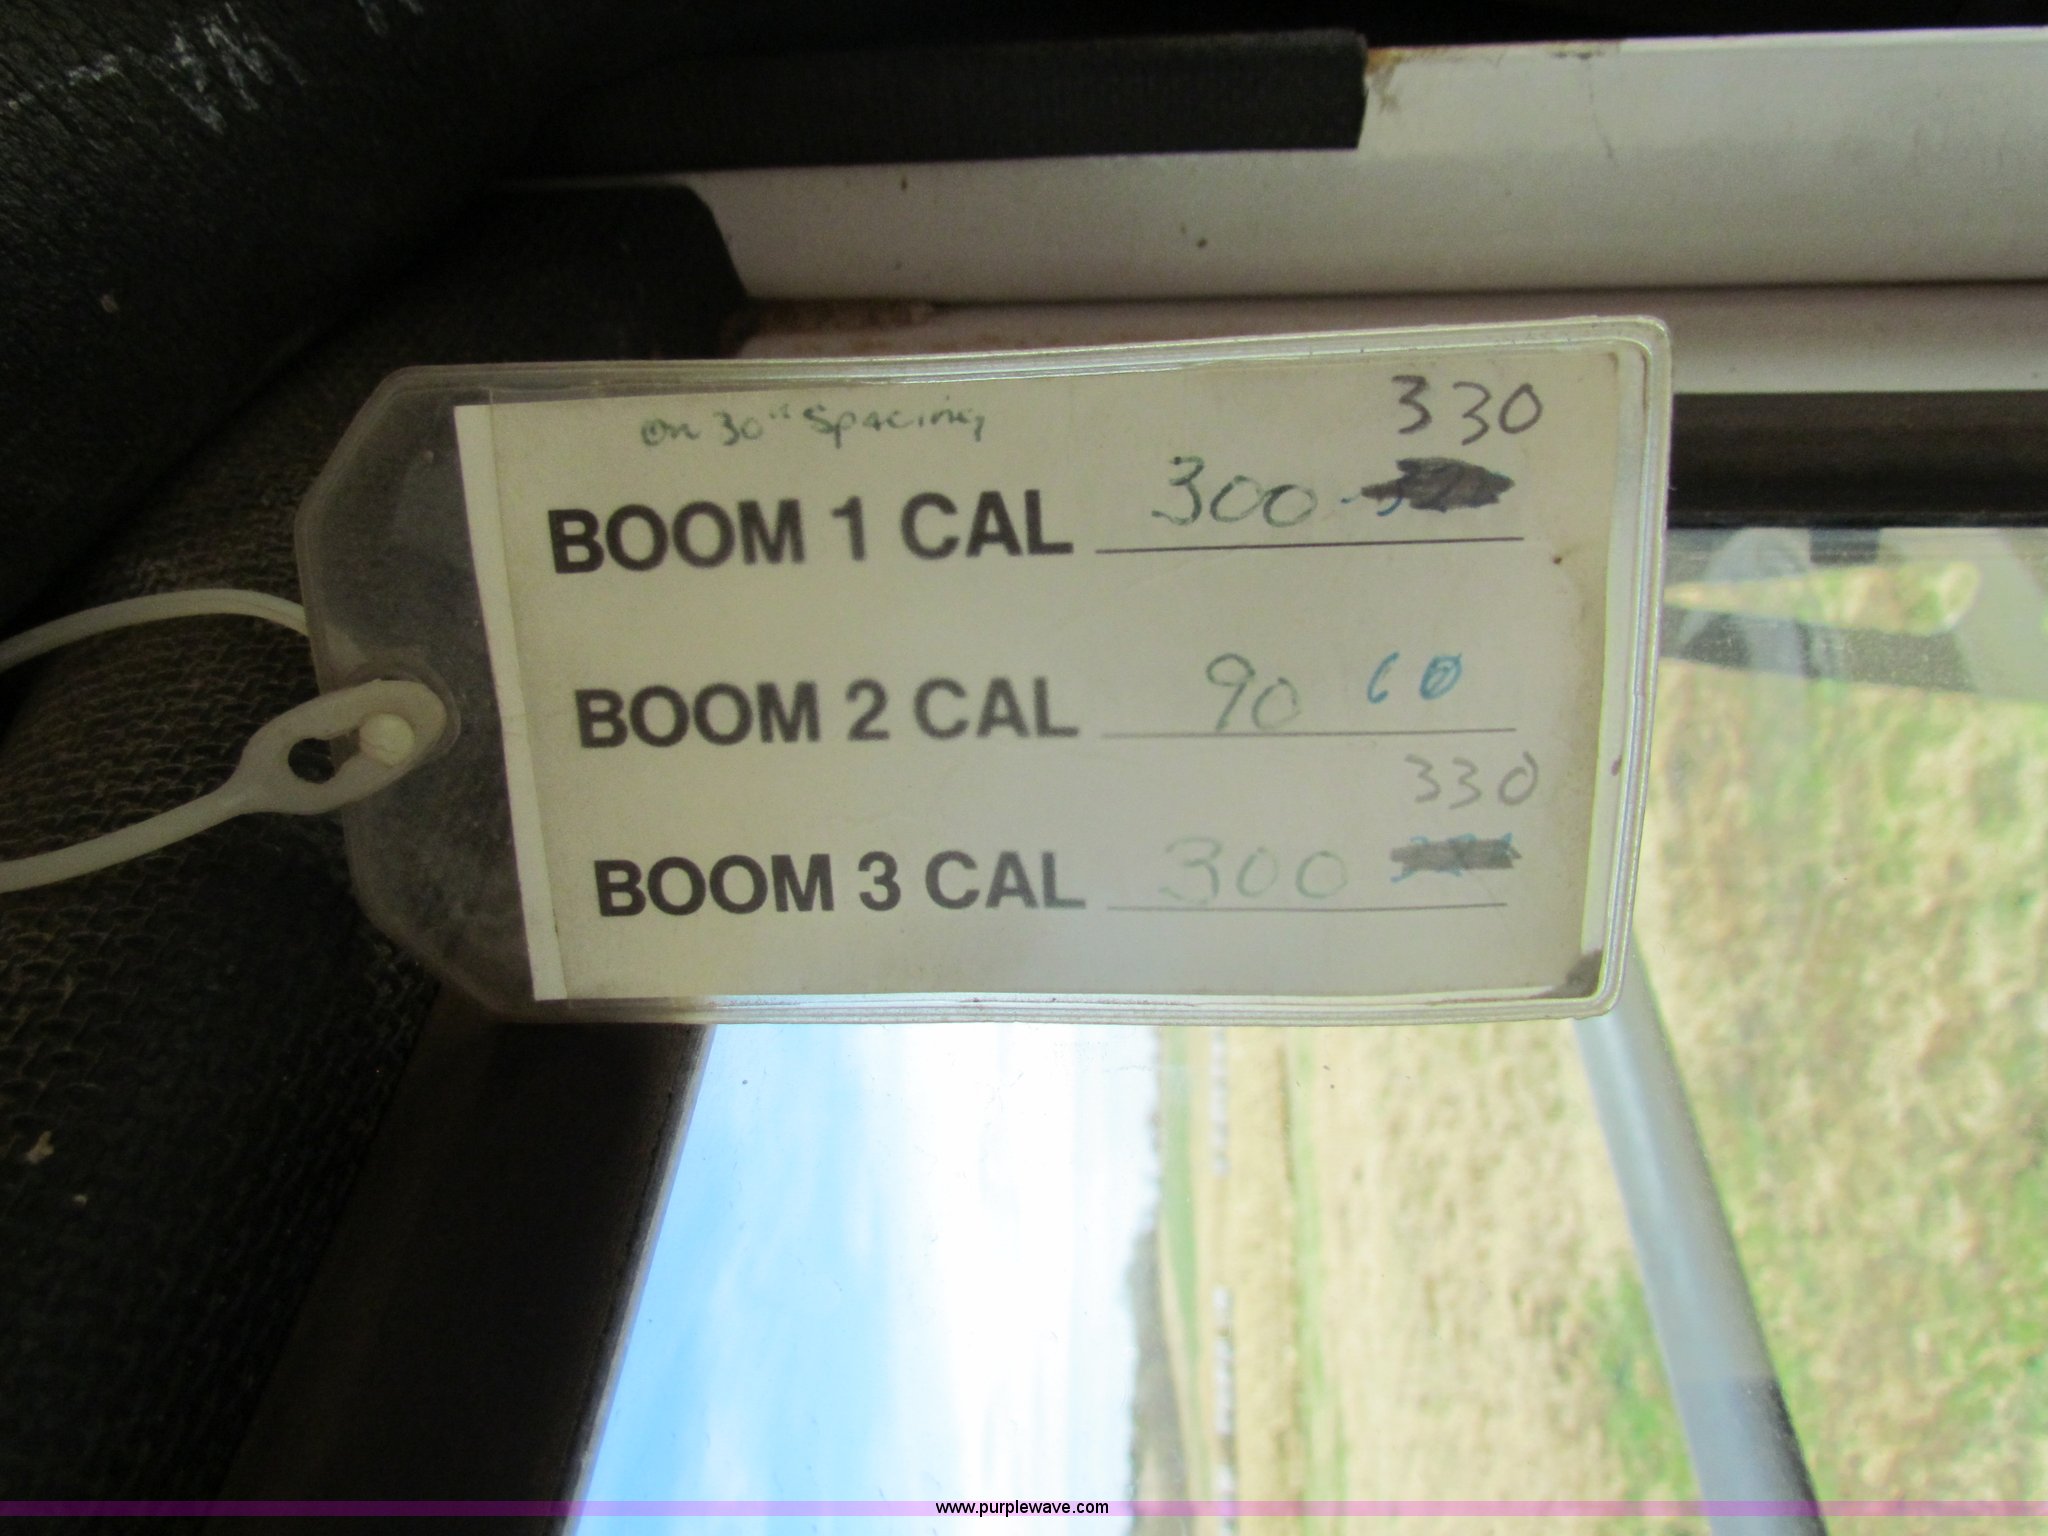 On 30" Spacing
330
BOOM 1 CAL 300
BOOM 2 CAL 90 60
330
BOOM 3 CAL 300
www.purplewave.com